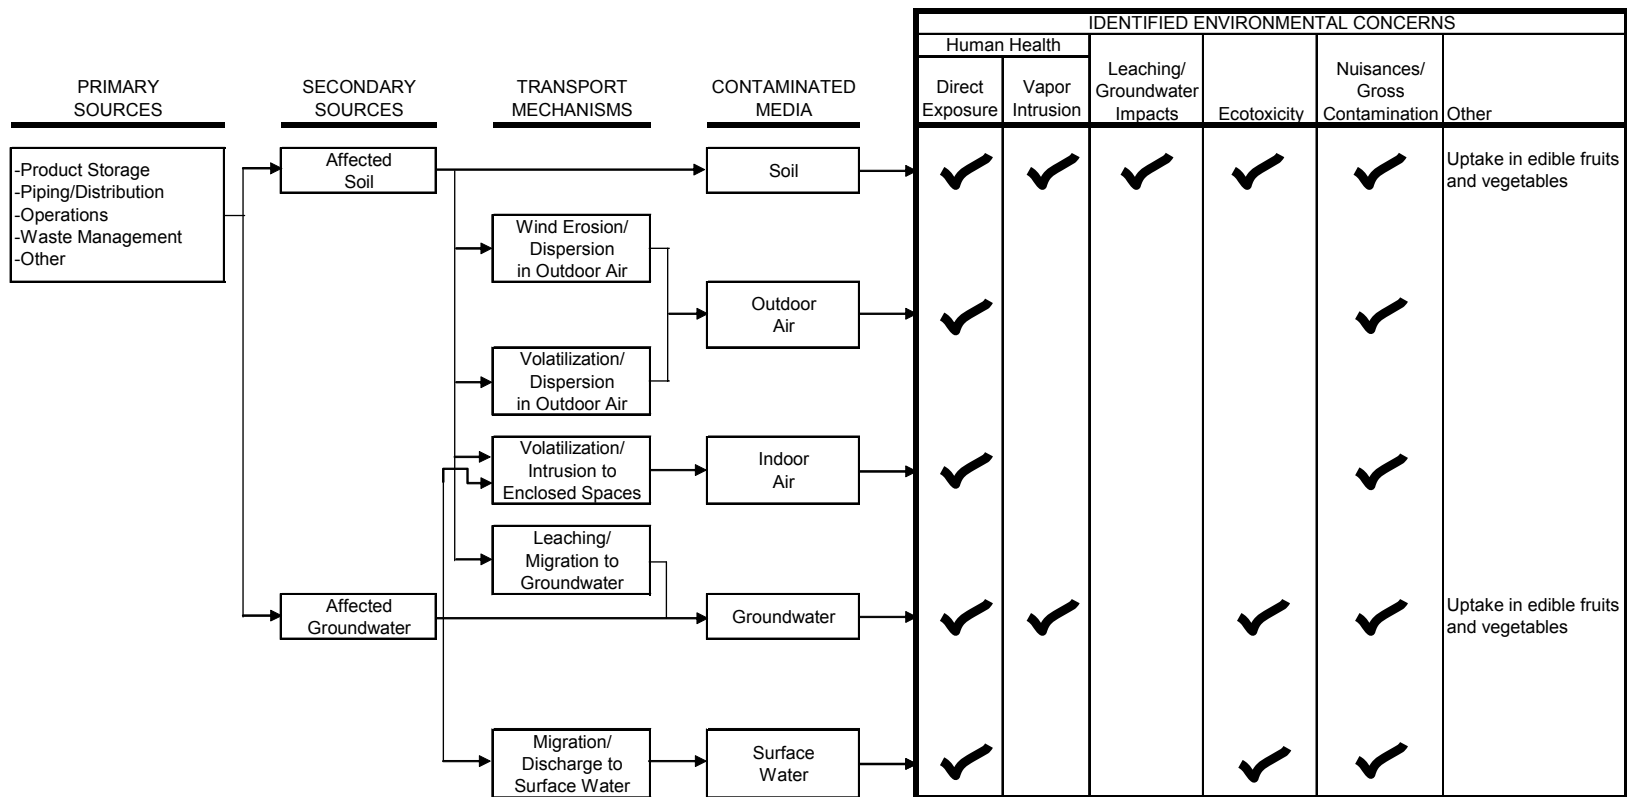 IDENTIFIED ENVIRONMENTAL CONCERNS
Human Health
PRIMARY
SOURCES
SECONDARY
SOURCES
TRANSPORT
MECHANISMS
CONTAMINATED
MEDIA
Direct
Exposure
Vapor
Intrusion
Leaching/
Groundwater
Impacts
Ecotoxicity
Nuisances/
Gross
Contamination
Other
-Product Storage
-Piping/Distribution
-Operations
-Waste Management
-Other
Affected
Soil
Soil
Uptake in edible fruits
and vegetables
Wind Erosion/
Dispersion
in Outdoor Air
Outdoor
Air
Volatilization/
Dispersion
in Outdoor Air
Volatilization/
Intrusion to
Enclosed Spaces
Indoor
Air
Leaching/
Migration to
Groundwater
Affected
Groundwater
Groundwater
Uptake in edible fruits
and vegetables
Migration/
Discharge to
Surface Water
Surface
Water